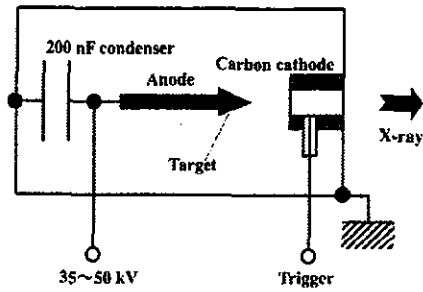 200 nF condenser
Anode
Carbon cathode
X-ray
Target
35～50 kV
Trigger